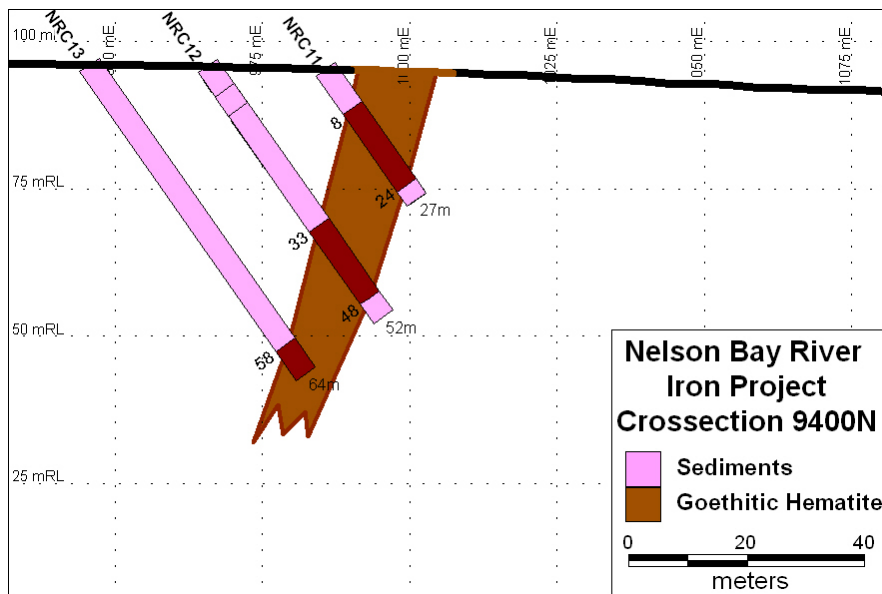 NRC13
NRC12
NRC11
100 mRL
975 mE
1100 mE
1025 mE
050 mE
1075 mE
8
24
27m
75 mRL
33
48
52m
50 mRL
58
64m
25 mRL
Nelson Bay River
Iron Project
Crossection 9400N
Sediments
Goethitic Hematite
0 20 40
meters